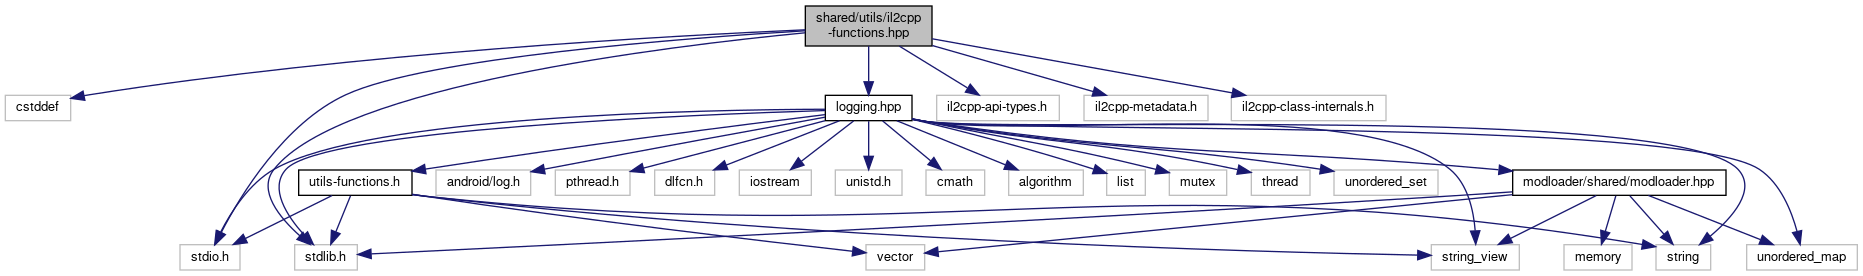 shared/utils/il2cpp
-functions.hpp
cstddef
logging.hpp
il2cpp-api-types.h
il2cpp-metadata.h
il2cpp-class-internals.h
utils-functions.h
android/log.h
pthread.h
dlfcn.h
iostream
unistd.h
cmath
algorithm
list
mutex
thread
unordered_set
modloader/shared/modloader.hpp
stdio.h
stdlib.h
vector
string_view
memory
string
unordered_map